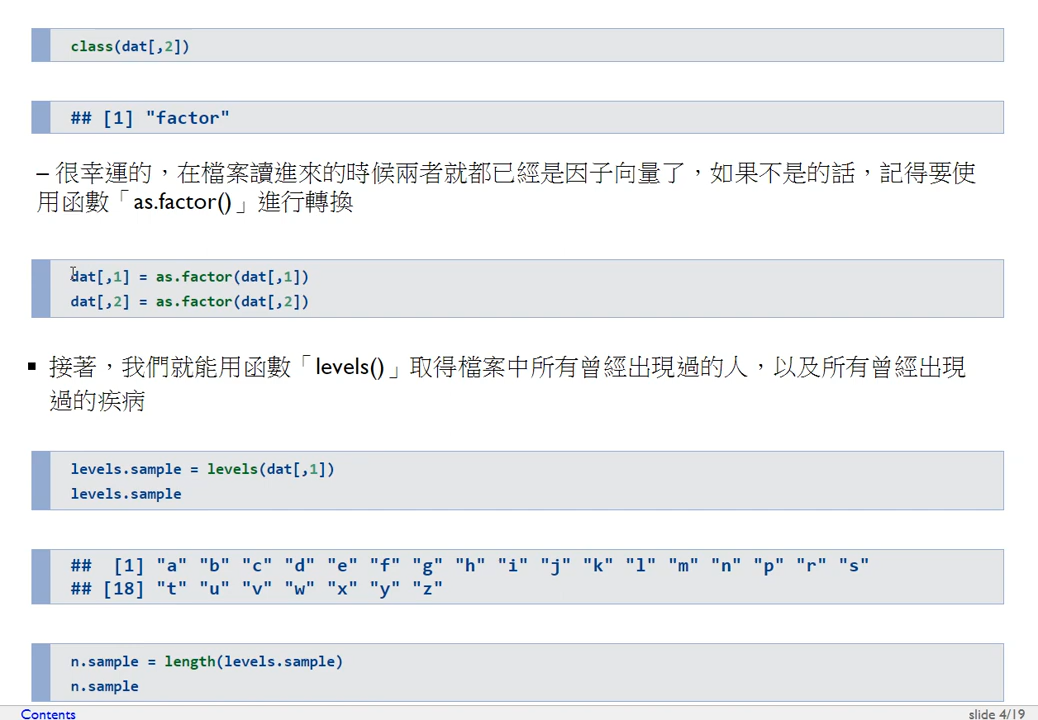 class(dat[,2])
## [1] "factor"
– 很幸運的，在檔案讀進來的時候兩者就都已經是因子向量了，如果不是的話，記得要使
用函數「as.factor()」進行轉換
dat[,1] = as.factor(dat[,1])
dat[,2] = as.factor(dat[,2])
▪ 接著，我們就能用函數「levels()」取得檔案中所有曾經出現過的人，以及所有曾經出現
過的疾病
levels.sample = levels(dat[,1])
levels.sample
##  [1] "a" "b" "c" "d" "e" "f" "g" "h" "i" "j" "k" "l" "m" "n" "p" "r" "s"
## [18] "t" "u" "v" "w" "x" "y" "z"
n.sample = length(levels.sample)
n.sample
Contents
slide 4/19